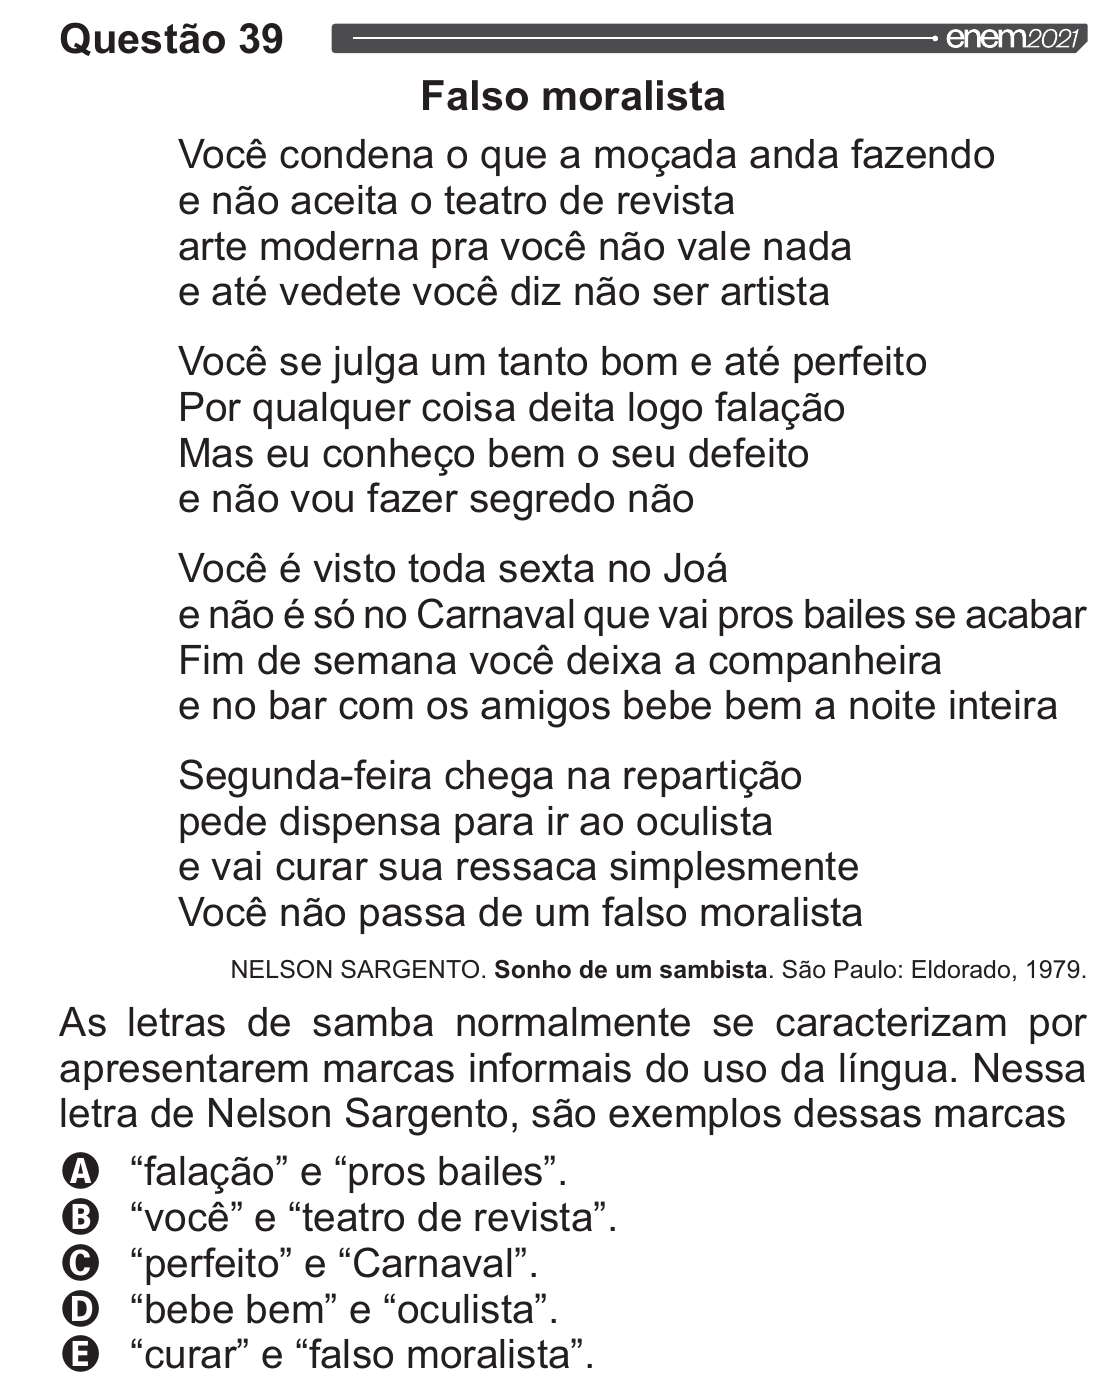 Questão 39
enem2021
Falso moralista
Você condena o que a moçada anda fazendo
e não aceita o teatro de revista
arte moderna pra você não vale nada
e até vedete você diz não ser artista
Você se julga um tanto bom e até perfeito
Por qualquer coisa deita logo falação
Mas eu conheço bem o seu defeito
e não vou fazer segredo não
Você é visto toda sexta no Joá
e não é só no Carnaval que vai pros bailes se acabar
Fim de semana você deixa a companheira
e no bar com os amigos bebe bem a noite inteira
Segunda-feira chega na repartição
pede dispensa para ir ao oculista
e vai curar sua ressaca simplesmente
Você não passa de um falso moralista
NELSON SARGENTO. Sonho de um sambista. São Paulo: Eldorado, 1979.
As letras de samba normalmente se caracterizam por
apresentarem marcas informais do uso da língua. Nessa
letra de Nelson Sargento, são exemplos dessas marcas
A “falação” e “pros bailes”.
B “você” e “teatro de revista”.
C “perfeito” e “Carnaval”.
D “bebe bem” e “oculista”.
E “curar” e “falso moralista”.